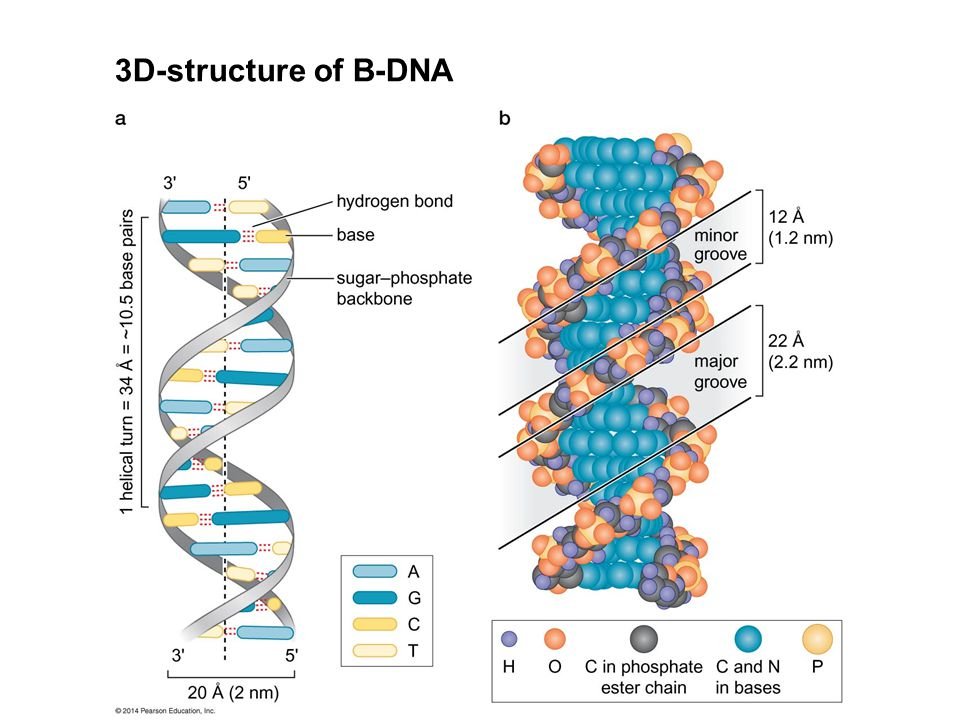 3D-structure of B-DNA
a
3' 5'
hydrogen bond
base
sugar–phosphate
backbone
1 helical turn = 34 Å = ~10.5 base pairs
A
G
C
T
3' 5'
20 Å (2 nm)
© 2014 Pearson Education, Inc.
b
12 Å
(1.2 nm)
minor
groove
22 Å
(2.2 nm)
major
groove
H O C in phosphate
ester chain C and N
in bases P